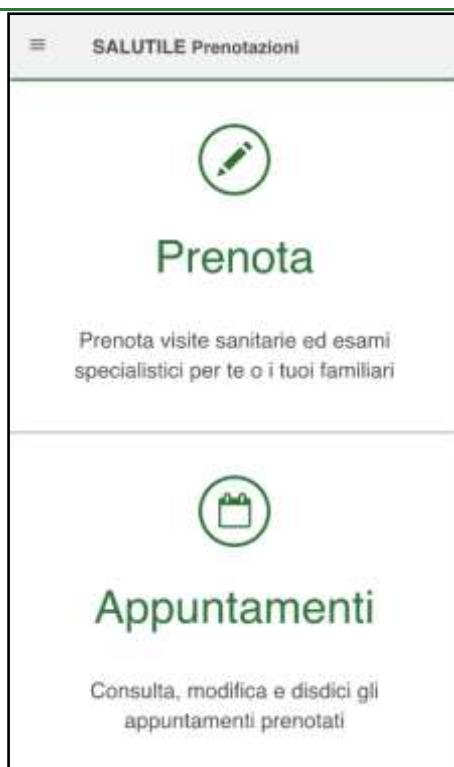 SALUTILE Prenotazioni
Prenota
Prenota visite sanitarie ed esami
specialistici per te o i tuoi familiari
Appuntamenti
Consulta, modifica e disdici gli
appuntamenti prenotati